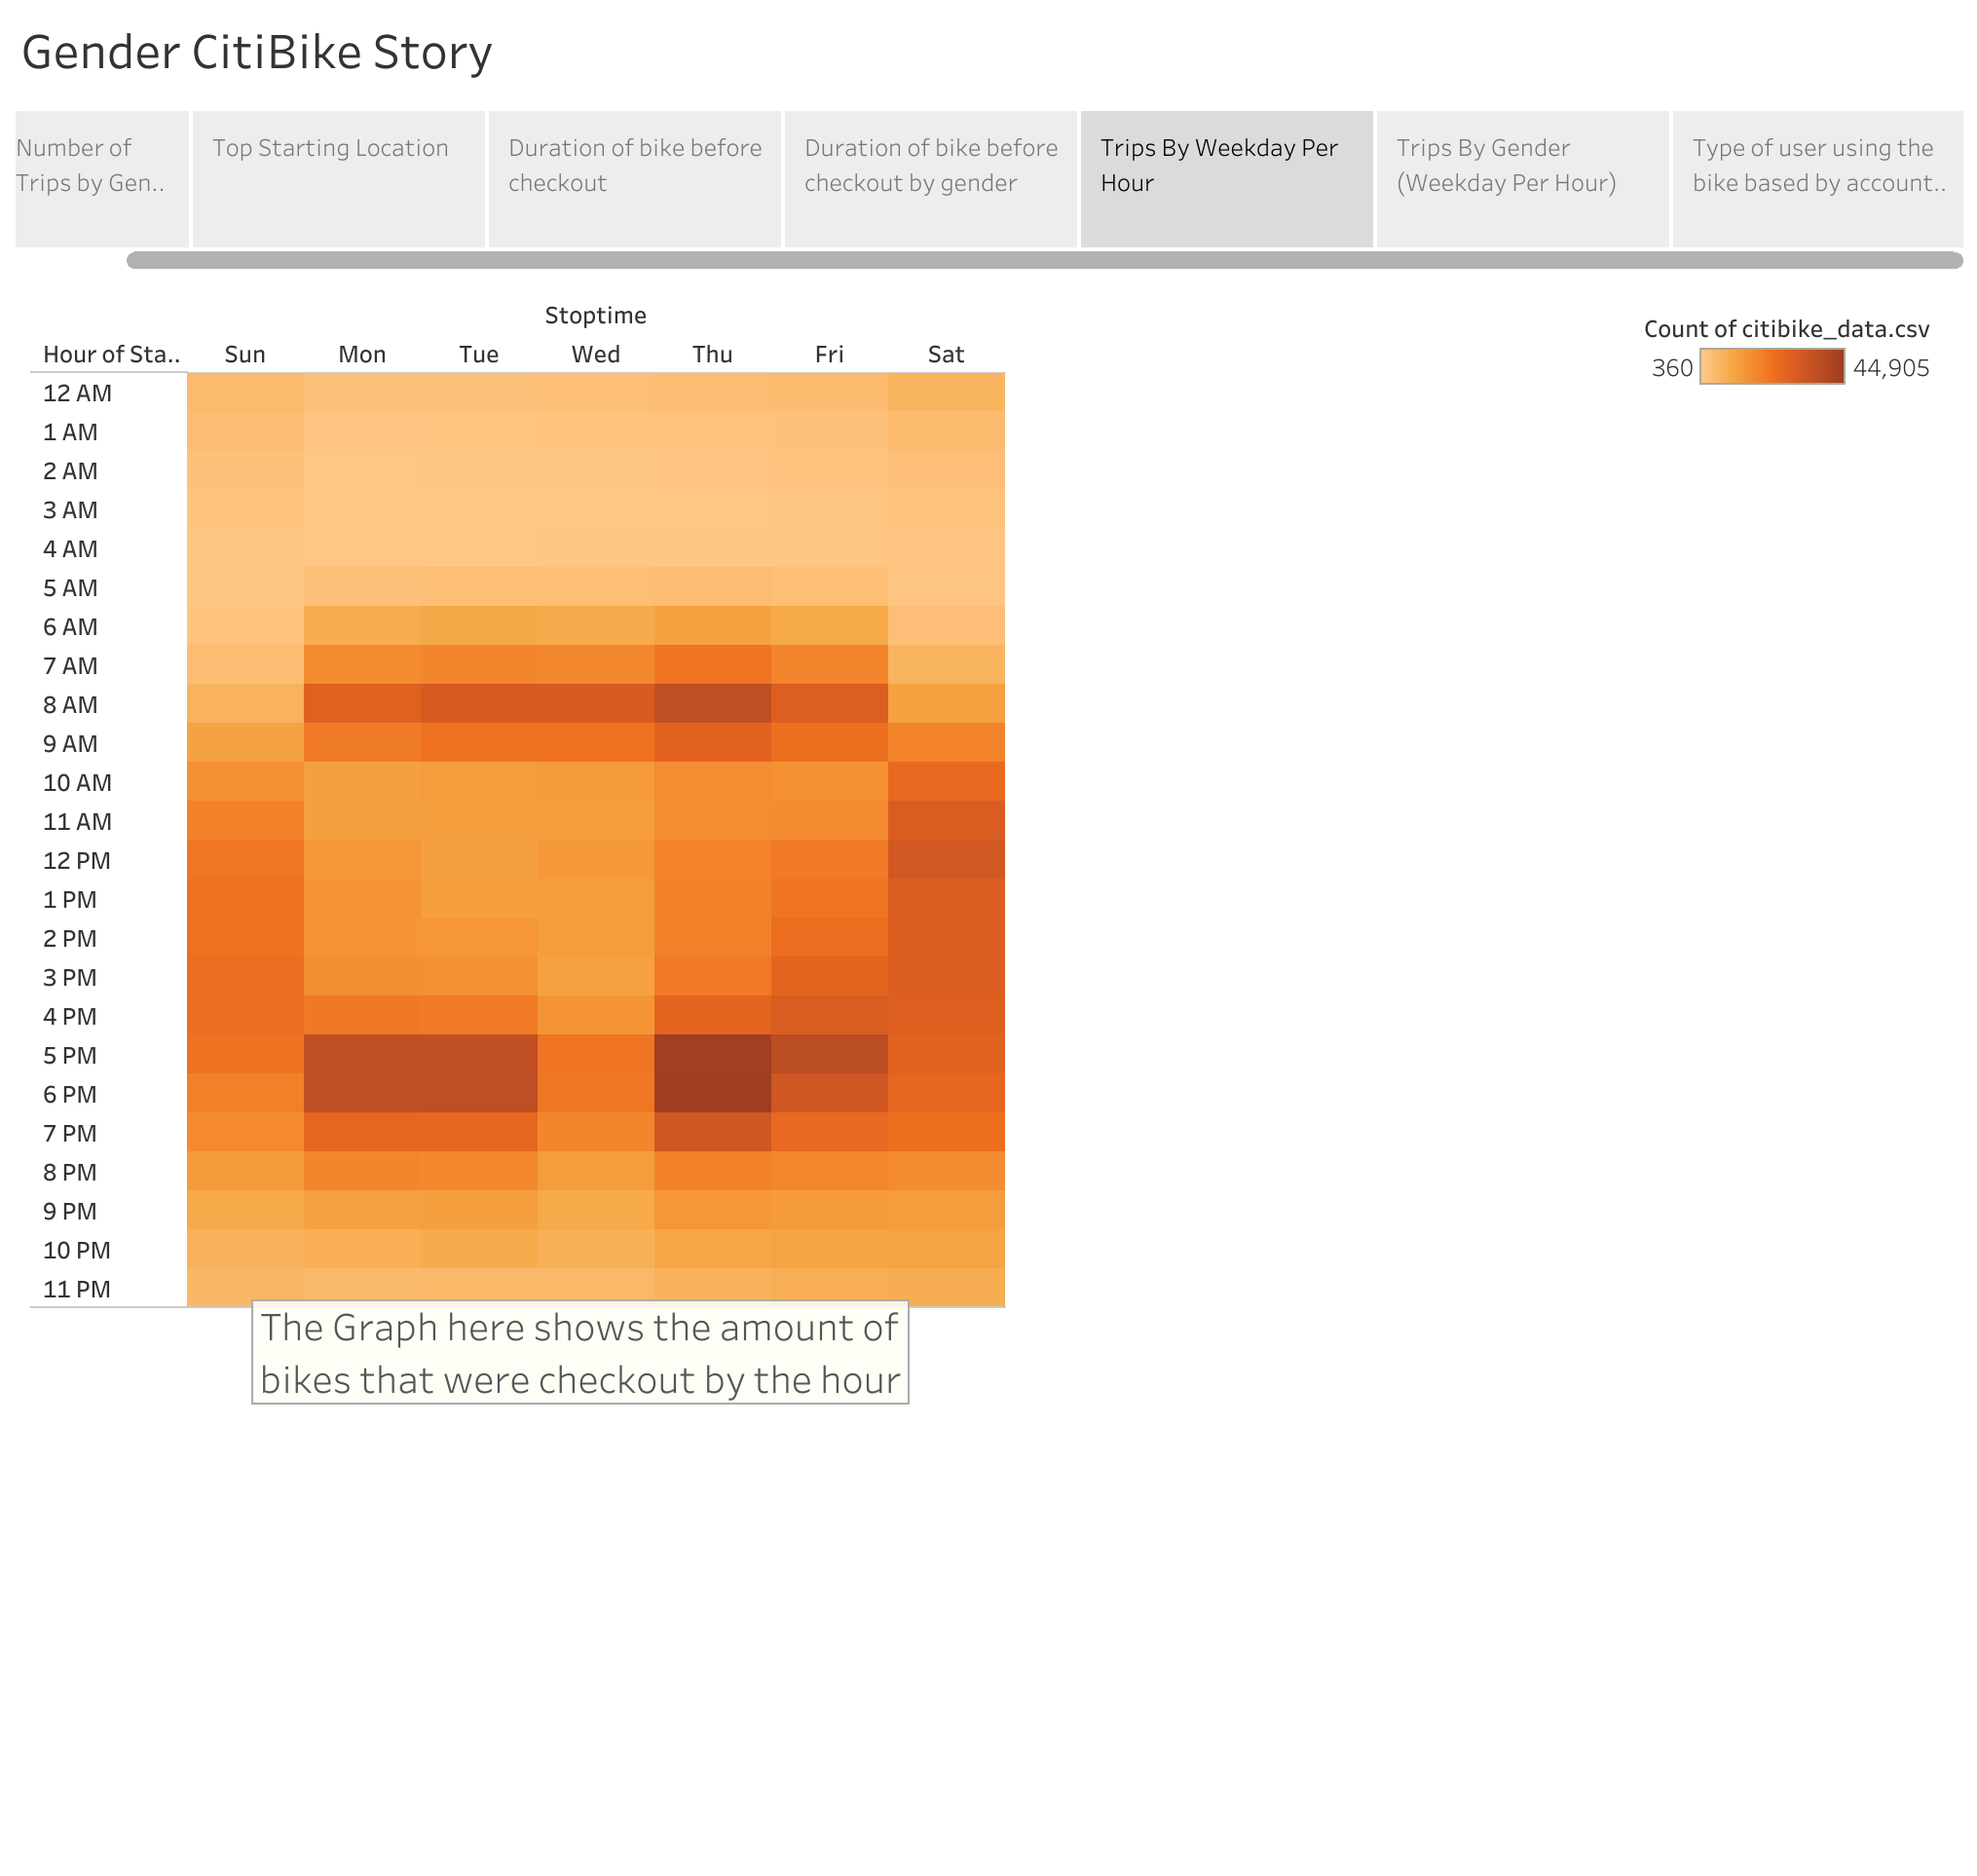 Gender CitiBike Story
Number of
Trips by Gen..
Top Starting Location
Duration of bike before
checkout
Duration of bike before
checkout by gender
Trips By Weekday Per
Hour
Trips By Gender
(Weekday Per Hour)
Type of user using the
bike based by account..
Stoptime
Hour of Sta.. Sun Mon Tue Wed Thu Fri Sat
Count of citibike_data.csv
360 44,905
12 AM
1 AM
2 AM
3 AM
4 AM
5 AM
6 AM
7 AM
8 AM
9 AM
10 AM
11 AM
12 PM
1 PM
2 PM
3 PM
4 PM
5 PM
6 PM
7 PM
8 PM
9 PM
10 PM
11 PM
The Graph here shows the amount of
bikes that were checkout by the hour